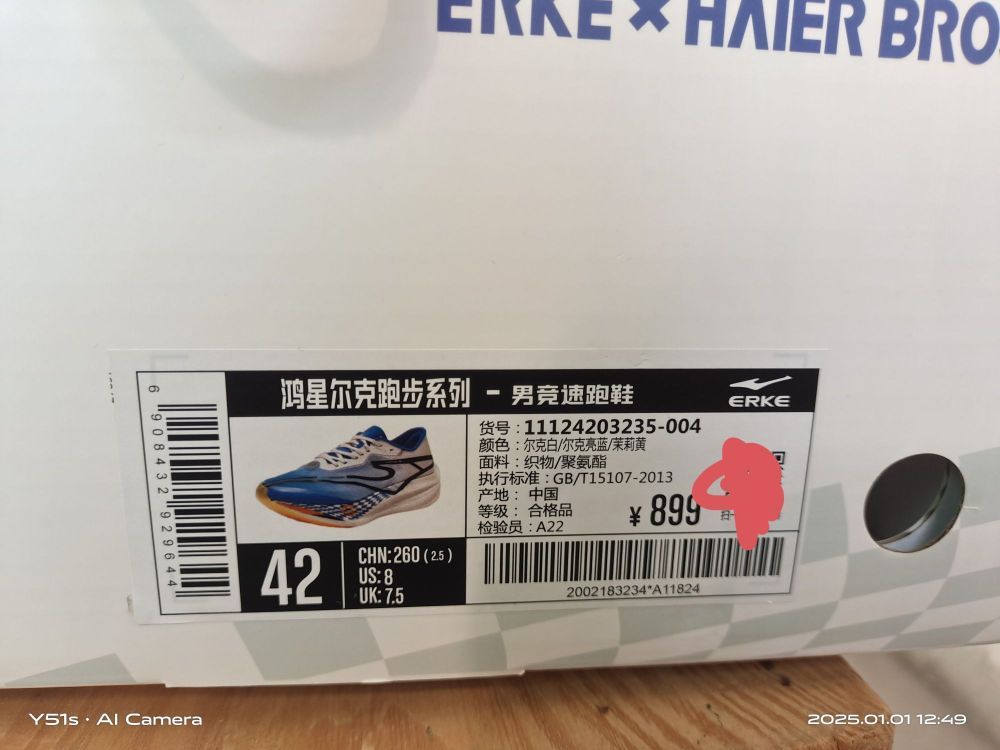 ERKE × HAIER BRO
鸿星尔克跑步系列 - 男竞速跑鞋
ERKE
6 908432 929644
货号：11124203235-004
颜色：尔克白/尔克亮蓝/茉莉黄
面料：织物/聚氨酯
执行标准：GB/T15107-2013
产地：中国
等级：合格品
检验员：A22
¥ 899
扫
42
CHN:260 (2.5)
US:8
UK:7.5
2002183234*A11824
Y51s · AI Camera
2025.01.01 12:49